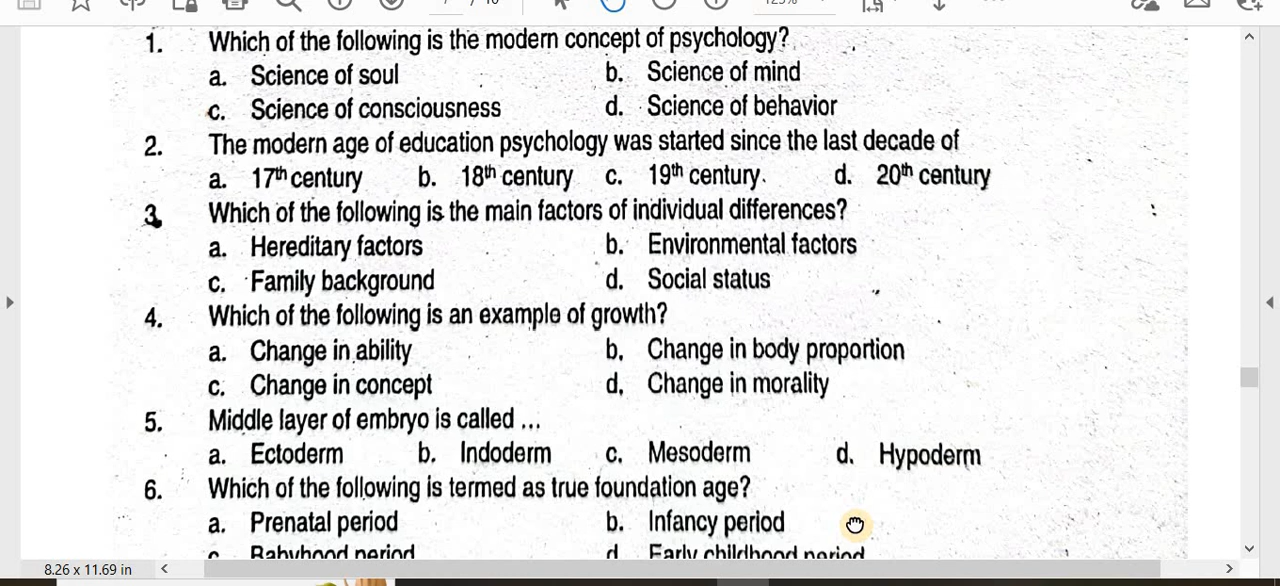 1. Which of the following is the modern concept of psychology?
a. Science of soul b. Science of mind
c. Science of consciousness d. Science of behavior
2. The modern age of education psychology was started since the last decade of
a. 17th century b. 18th century c. 19th century d. 20th century
3. Which of the following is the main factors of individual differences?
a. Hereditary factors b. Environmental factors
c. Family background d. Social status
4. Which of the following is an example of growth?
a. Change in ability b. Change in body proportion
c. Change in concept d. Change in morality
5. Middle layer of embryo is called ...
a. Ectoderm b. Indoderm c. Mesoderm d. Hypoderm
6. Which of the following is termed as true foundation age?
a. Prenatal period b. Infancy period
c. Babyhood period d. Early childhood period
8.26 x 11.69 in